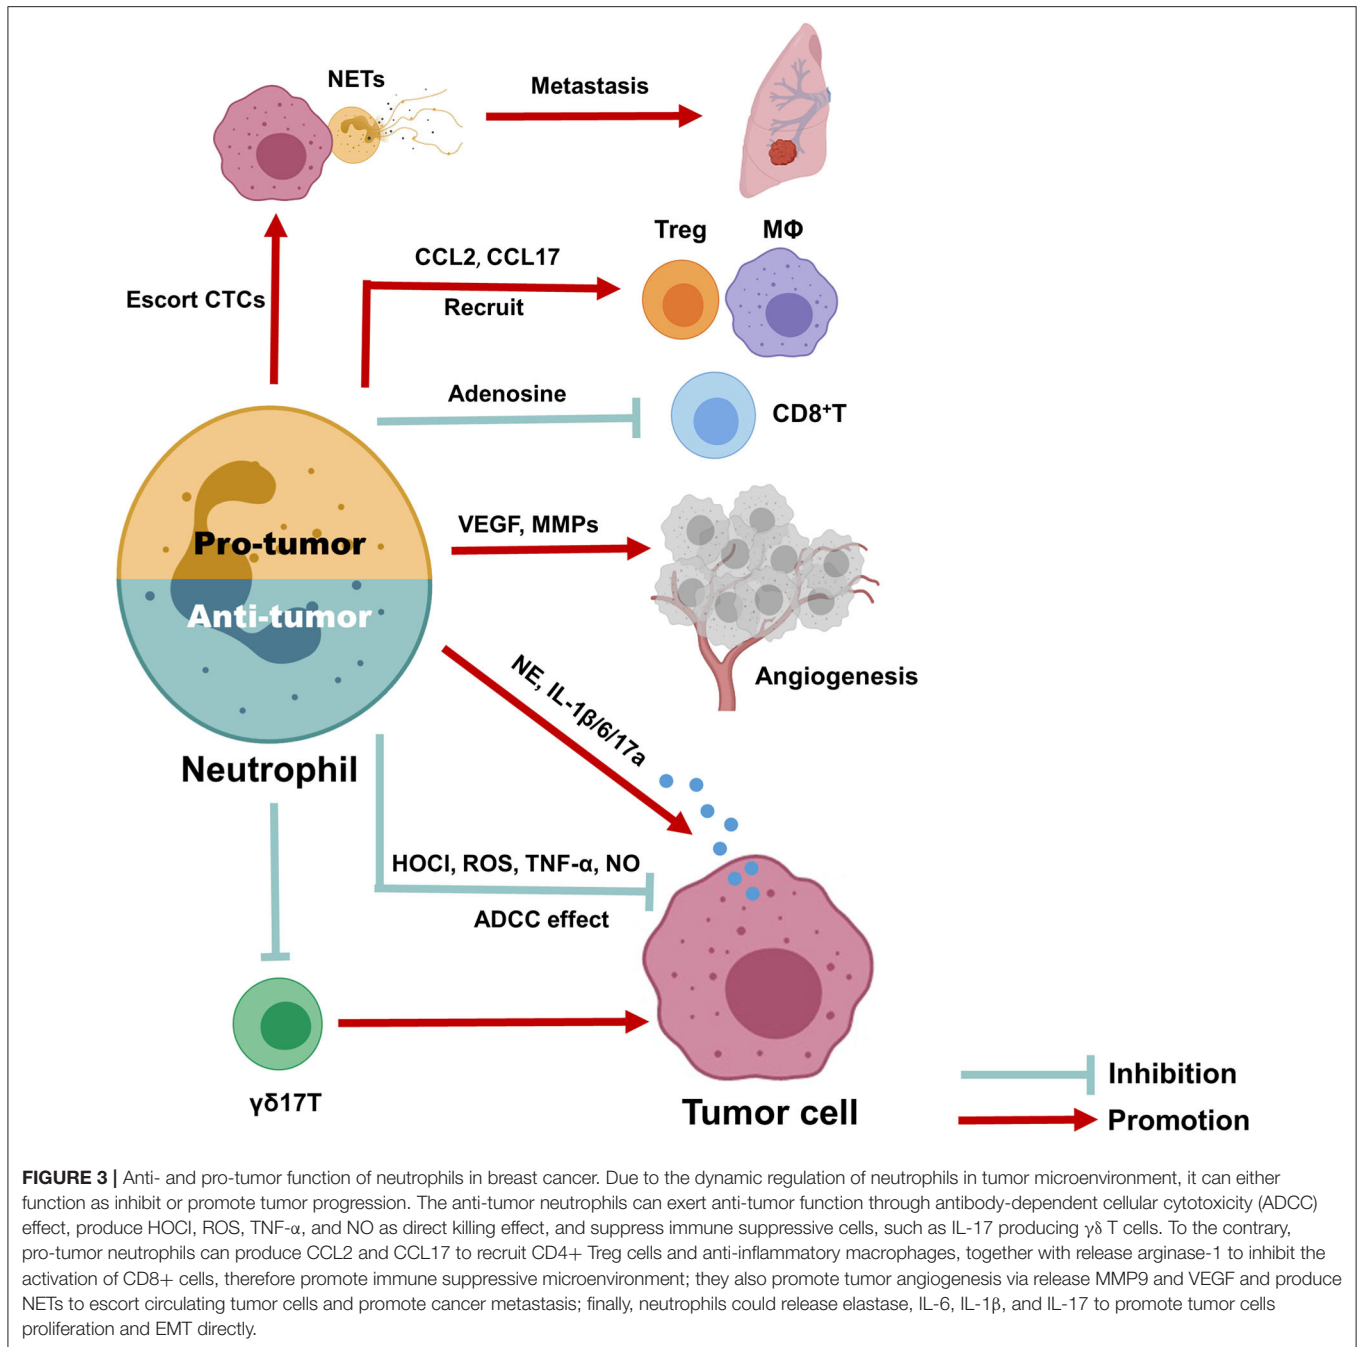 NETs
Metastasis
Treg
MΦ
CCL2, CCL17
Escort CTCs
Recruit
Adenosine
CD8⁺T
VEGF, MMPs
Pro-tumor
Anti-tumor
Angiogenesis
NE, IL-1β/6/17a
Neutrophil
HOCl, ROS, TNF-α, NO
ADCC effect
γδ17T
Tumor cell
Inhibition
Promotion
FIGURE 3 | Anti- and pro-tumor function of neutrophils in breast cancer. Due to the dynamic regulation of neutrophils in tumor microenvironment, it can either
function as inhibit or promote tumor progression. The anti-tumor neutrophils can exert anti-tumor function through antibody-dependent cellular cytotoxicity (ADCC)
effect, produce HOCl, ROS, TNF-α, and NO as direct killing effect, and suppress immune suppressive cells, such as IL-17 producing γδ T cells. To the contrary,
pro-tumor neutrophils can produce CCL2 and CCL17 to recruit CD4+ Treg cells and anti-inflammatory macrophages, together with release arginase-1 to inhibit the
activation of CD8+ cells, therefore promote immune suppressive microenvironment; they also promote tumor angiogenesis via release MMP9 and VEGF and produce
NETs to escort circulating tumor cells and promote cancer metastasis; finally, neutrophils could release elastase, IL-6, IL-1β, and IL-17 to promote tumor cells
proliferation and EMT directly.